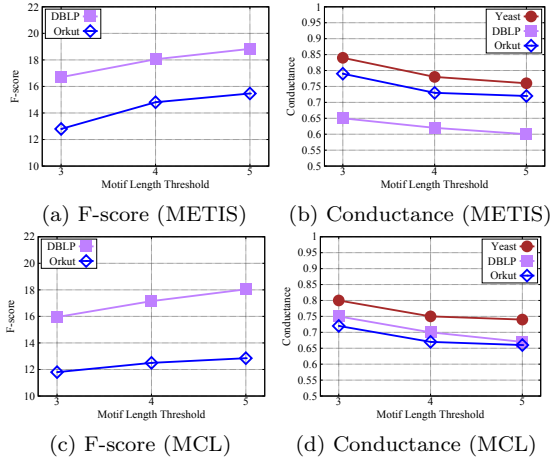 DBLP
Orkut
22
20
18
16
14
12
10
F-score
3 4 5
Motif Length Threshold
(a) F-score (METIS)
Yeast
DBLP
Orkut
1
0.95
0.9
0.85
0.8
0.75
0.7
0.65
0.6
0.55
0.5
Conductance
3 4 5
Motif Length Threshold
(b) Conductance (METIS)
DBLP
Orkut
22
20
18
16
14
12
10
F-score
3 4 5
Motif Length Threshold
(c) F-score (MCL)
Yeast
DBLP
Orkut
1
0.95
0.9
0.85
0.8
0.75
0.7
0.65
0.6
0.55
0.5
Conductance
3 4 5
Motif Length Threshold
(d) Conductance (MCL)